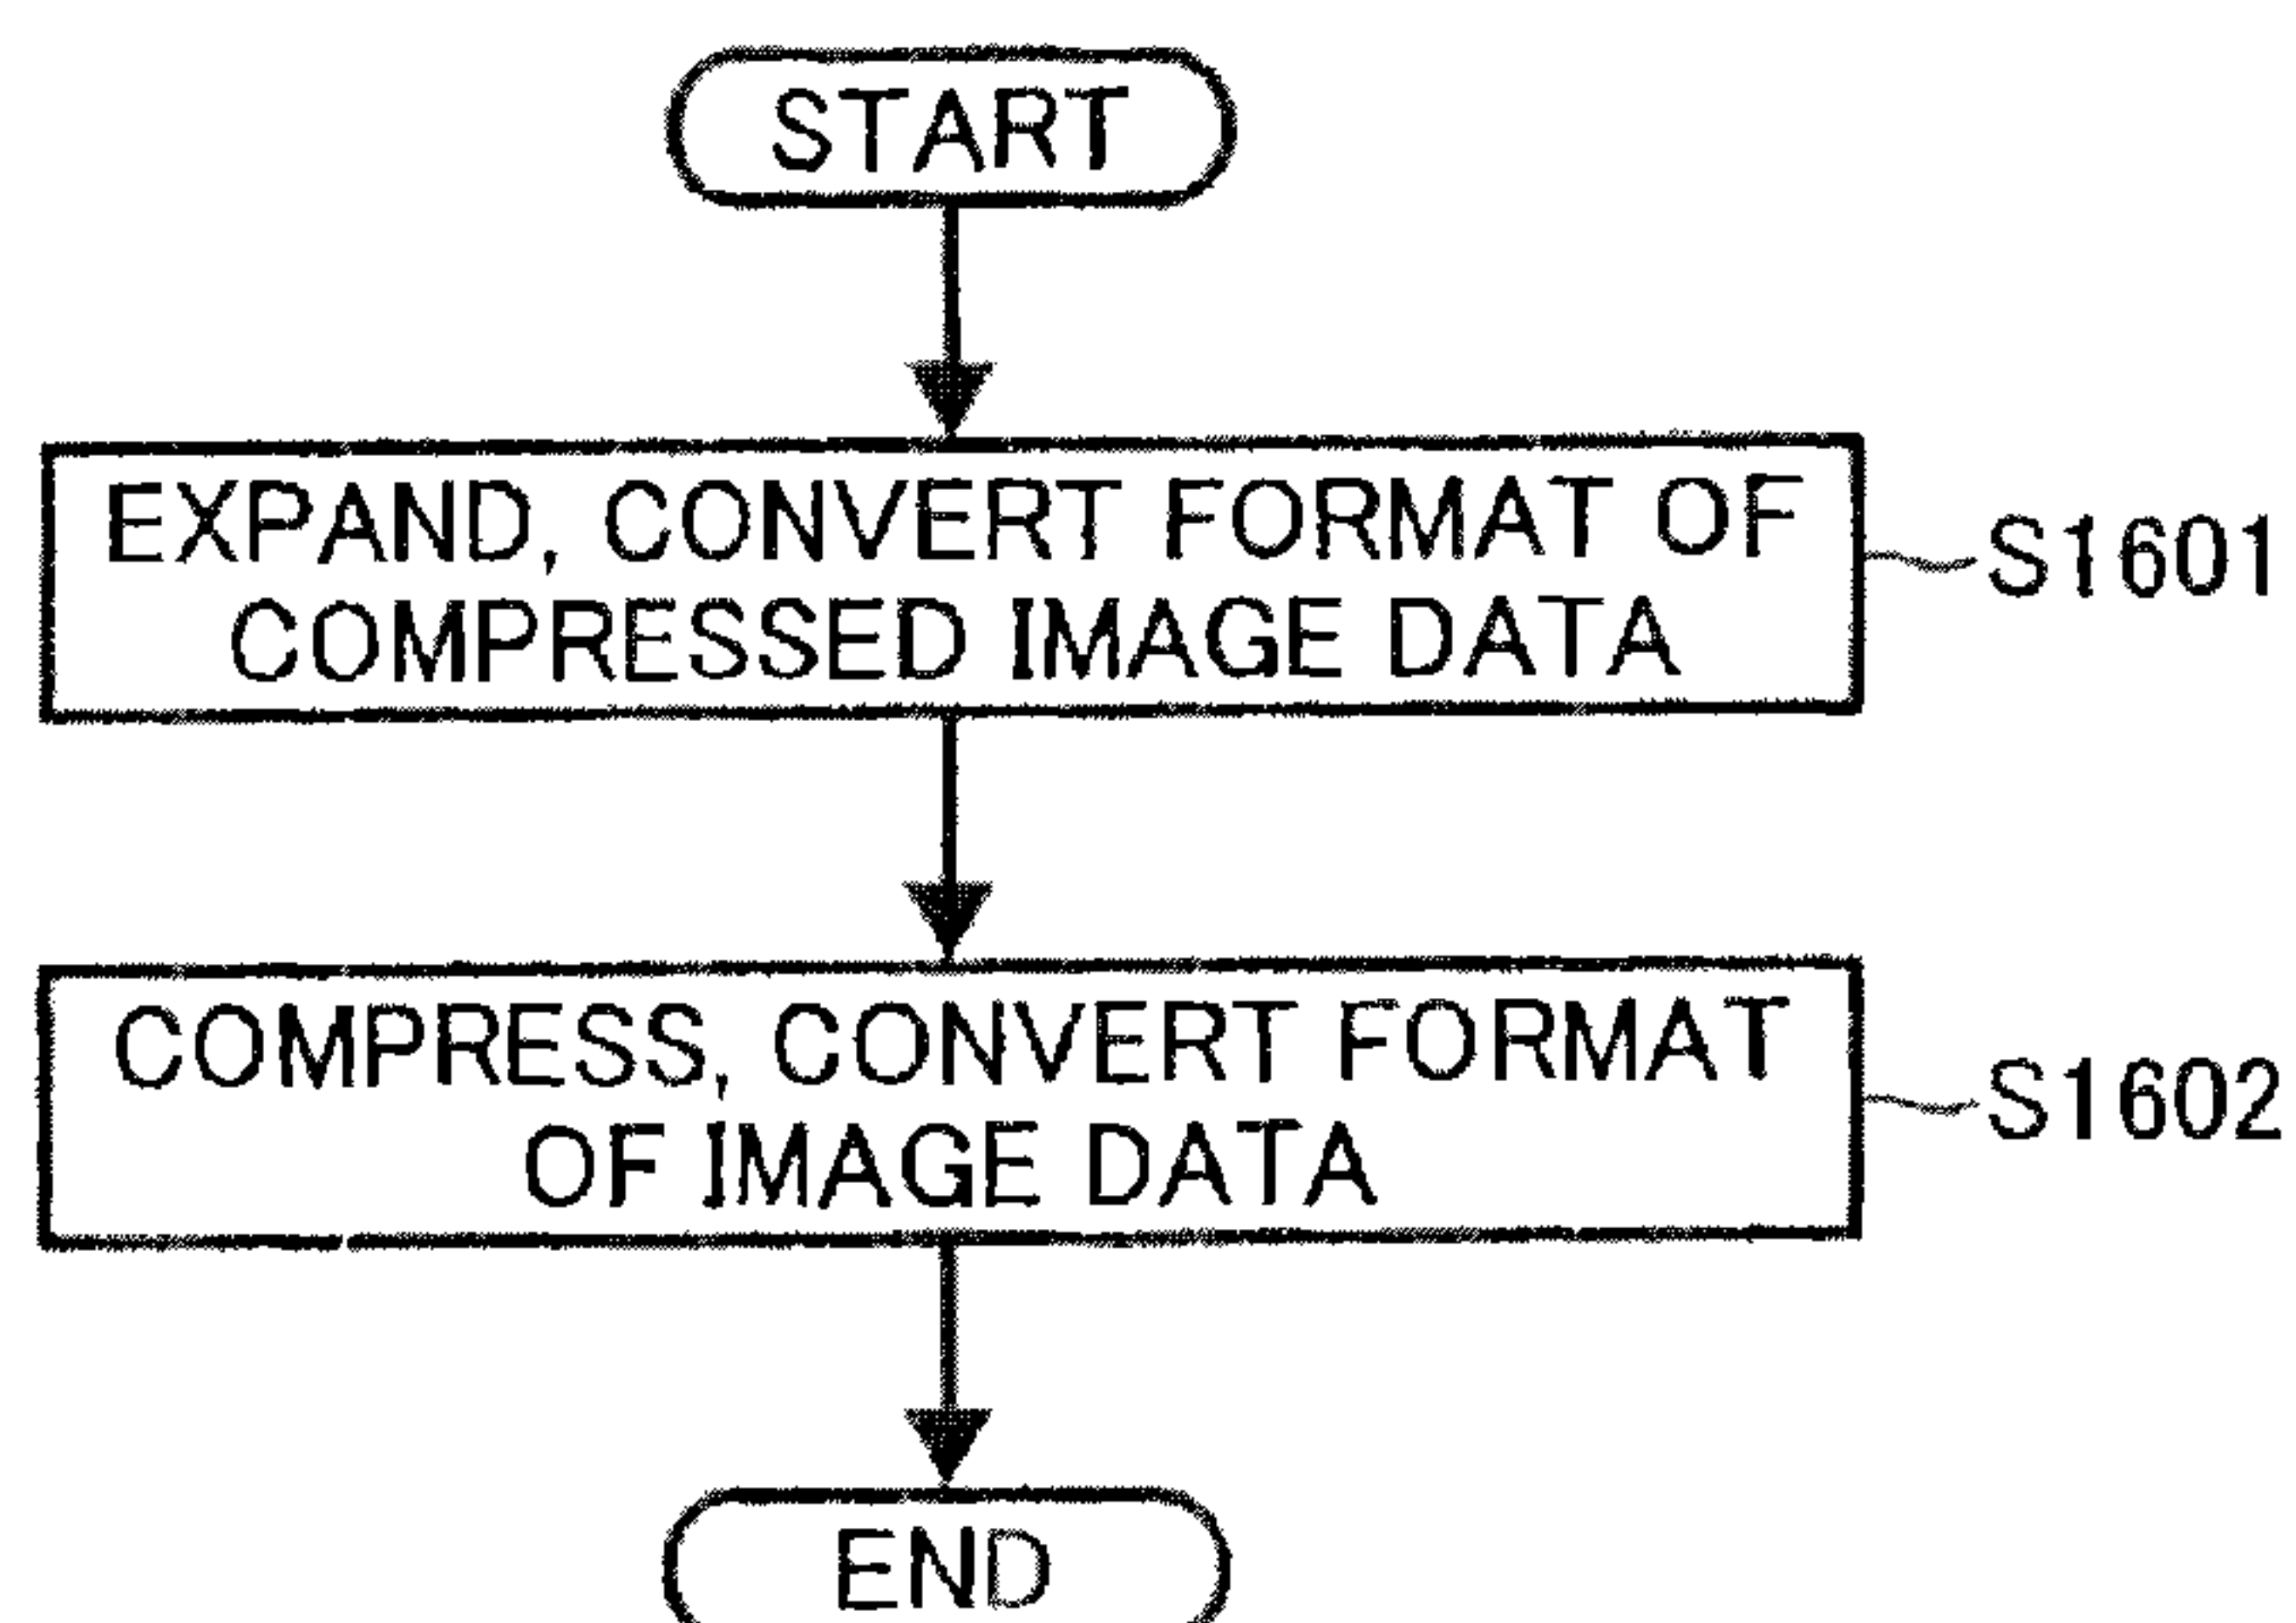 START
EXPAND, CONVERT FORMAT OF
COMPRESSED IMAGE DATA
S1601
COMPRESS, CONVERT FORMAT
OF IMAGE DATA
S1602
END